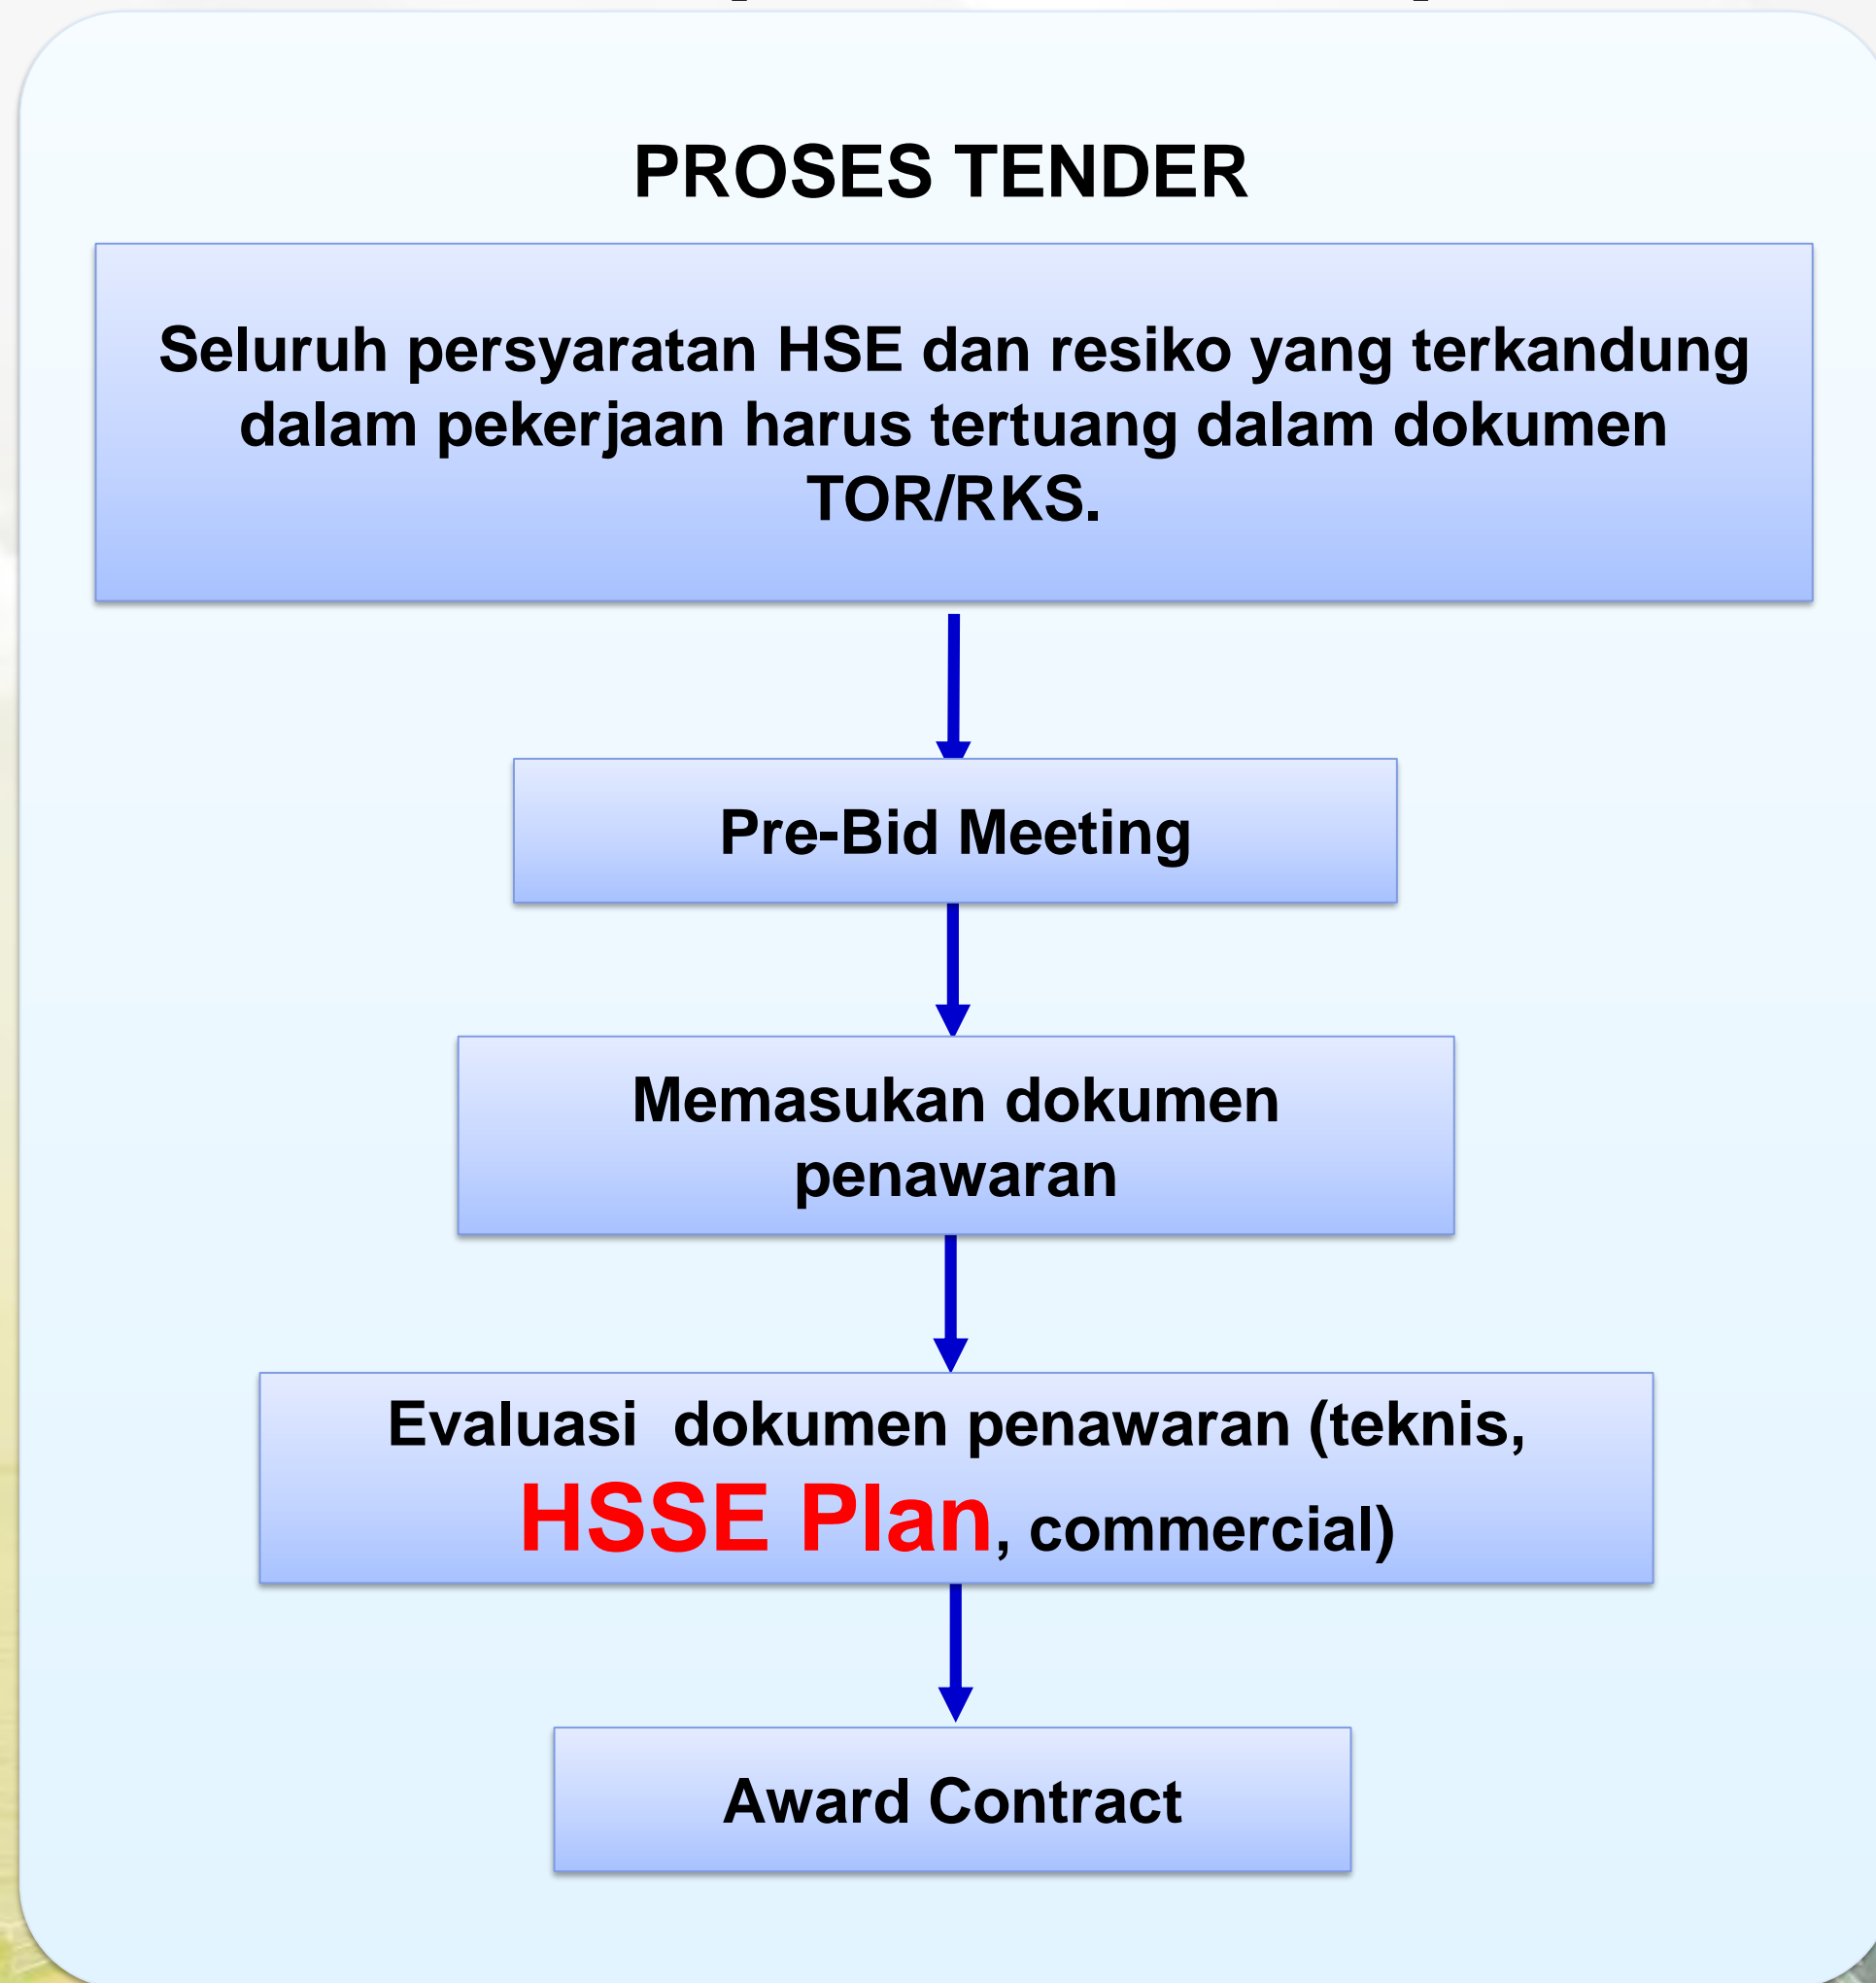 PROSES TENDER
Seluruh persyaratan HSE dan resiko yang terkandung
dalam pekerjaan harus tertuang dalam dokumen
TOR/RKS.
Pre-Bid Meeting
Memasukan dokumen
penawaran
Evaluasi dokumen penawaran (teknis,
HSSE Plan, commercial)
Award Contract